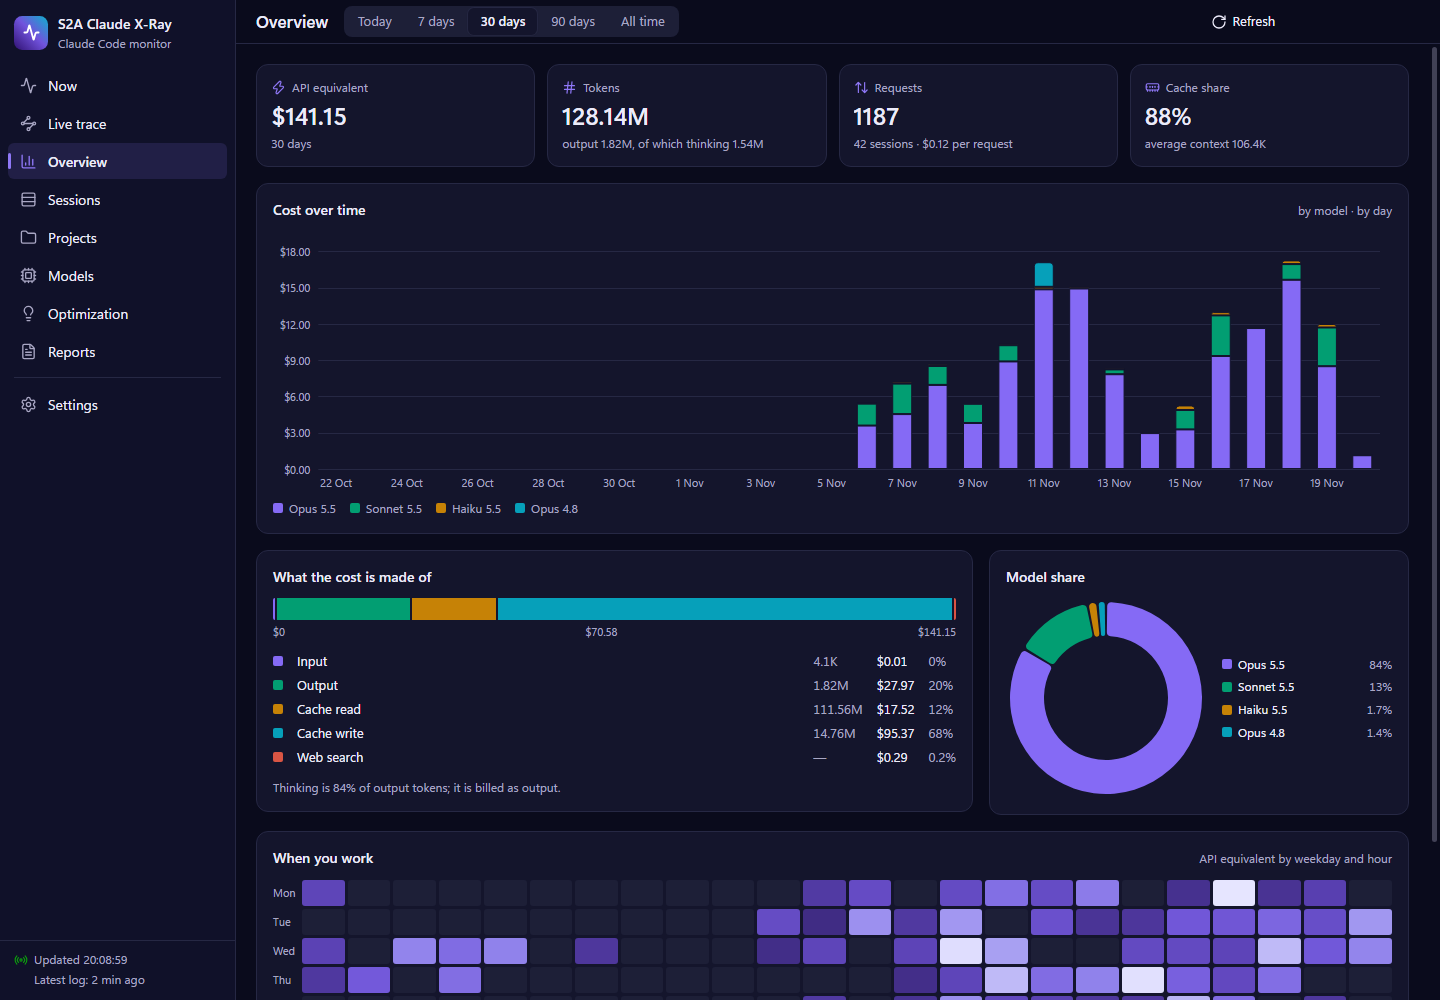 S2A Claude X-Ray
Claude Code monitor
Now
Live trace
Overview
Sessions
Projects
Models
Optimization
Reports
Settings
Updated 20:08:59
Latest log: 2 min ago
Overview
Today 7 days 30 days 90 days All time
Refresh
API equivalent
$141.15
30 days
Tokens
128.14M
output 1.82M, of which thinking 1.54M
Requests
1187
42 sessions · $0.12 per request
Cache share
88%
average context 106.4K
Cost over time
by model · by day
$18.00
$15.00
$12.00
$9.00
$6.00
$3.00
$0.00
22 Oct 24 Oct 26 Oct 28 Oct 30 Oct 1 Nov 3 Nov 5 Nov 7 Nov 9 Nov 11 Nov 13 Nov 15 Nov 17 Nov 19 Nov
Opus 5.5 Sonnet 5.5 Haiku 5.5 Opus 4.8
What the cost is made of
$0 $70.58 $141.15
Input 4.1K $0.01 0%
Output 1.82M $27.97 20%
Cache read 111.56M $17.52 12%
Cache write 14.76M $95.37 68%
Web search — $0.29 0.2%
Thinking is 84% of output tokens; it is billed as output.
Model share
Opus 5.5 84%
Sonnet 5.5 13%
Haiku 5.5 1.7%
Opus 4.8 1.4%
When you work
API equivalent by weekday and hour
Mon
Tue
Wed
Thu